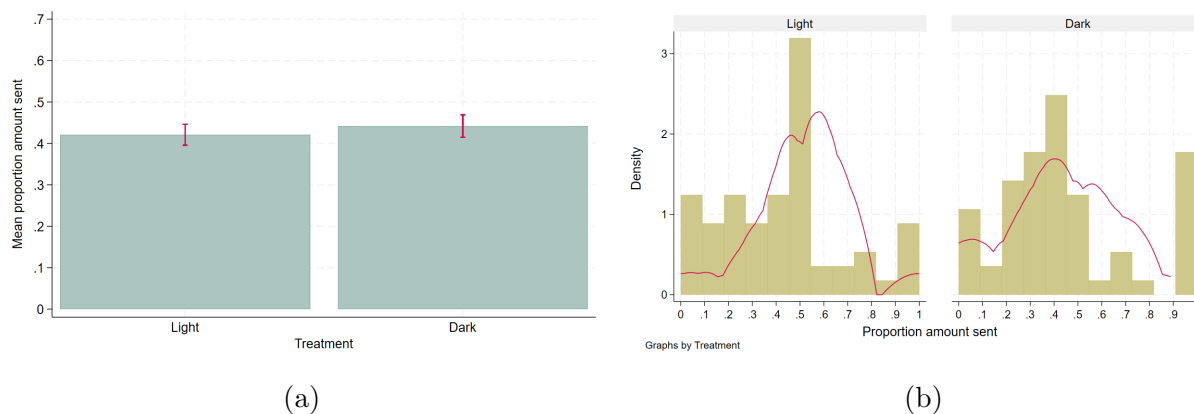 Mean proportion amount sent
.7
.6
.5
.4
.3
.2
.1
0
Light Dark
Treatment
(a)
Light Dark
Density
3
2
1
0
0 .1 .2 .3 .4 .5 .6 .7 .8 .9 1 0 .1 .2 .3 .4 .5 .6 .7 .8 .9
Proportion amount sent
Graphs by Treatment
(b)